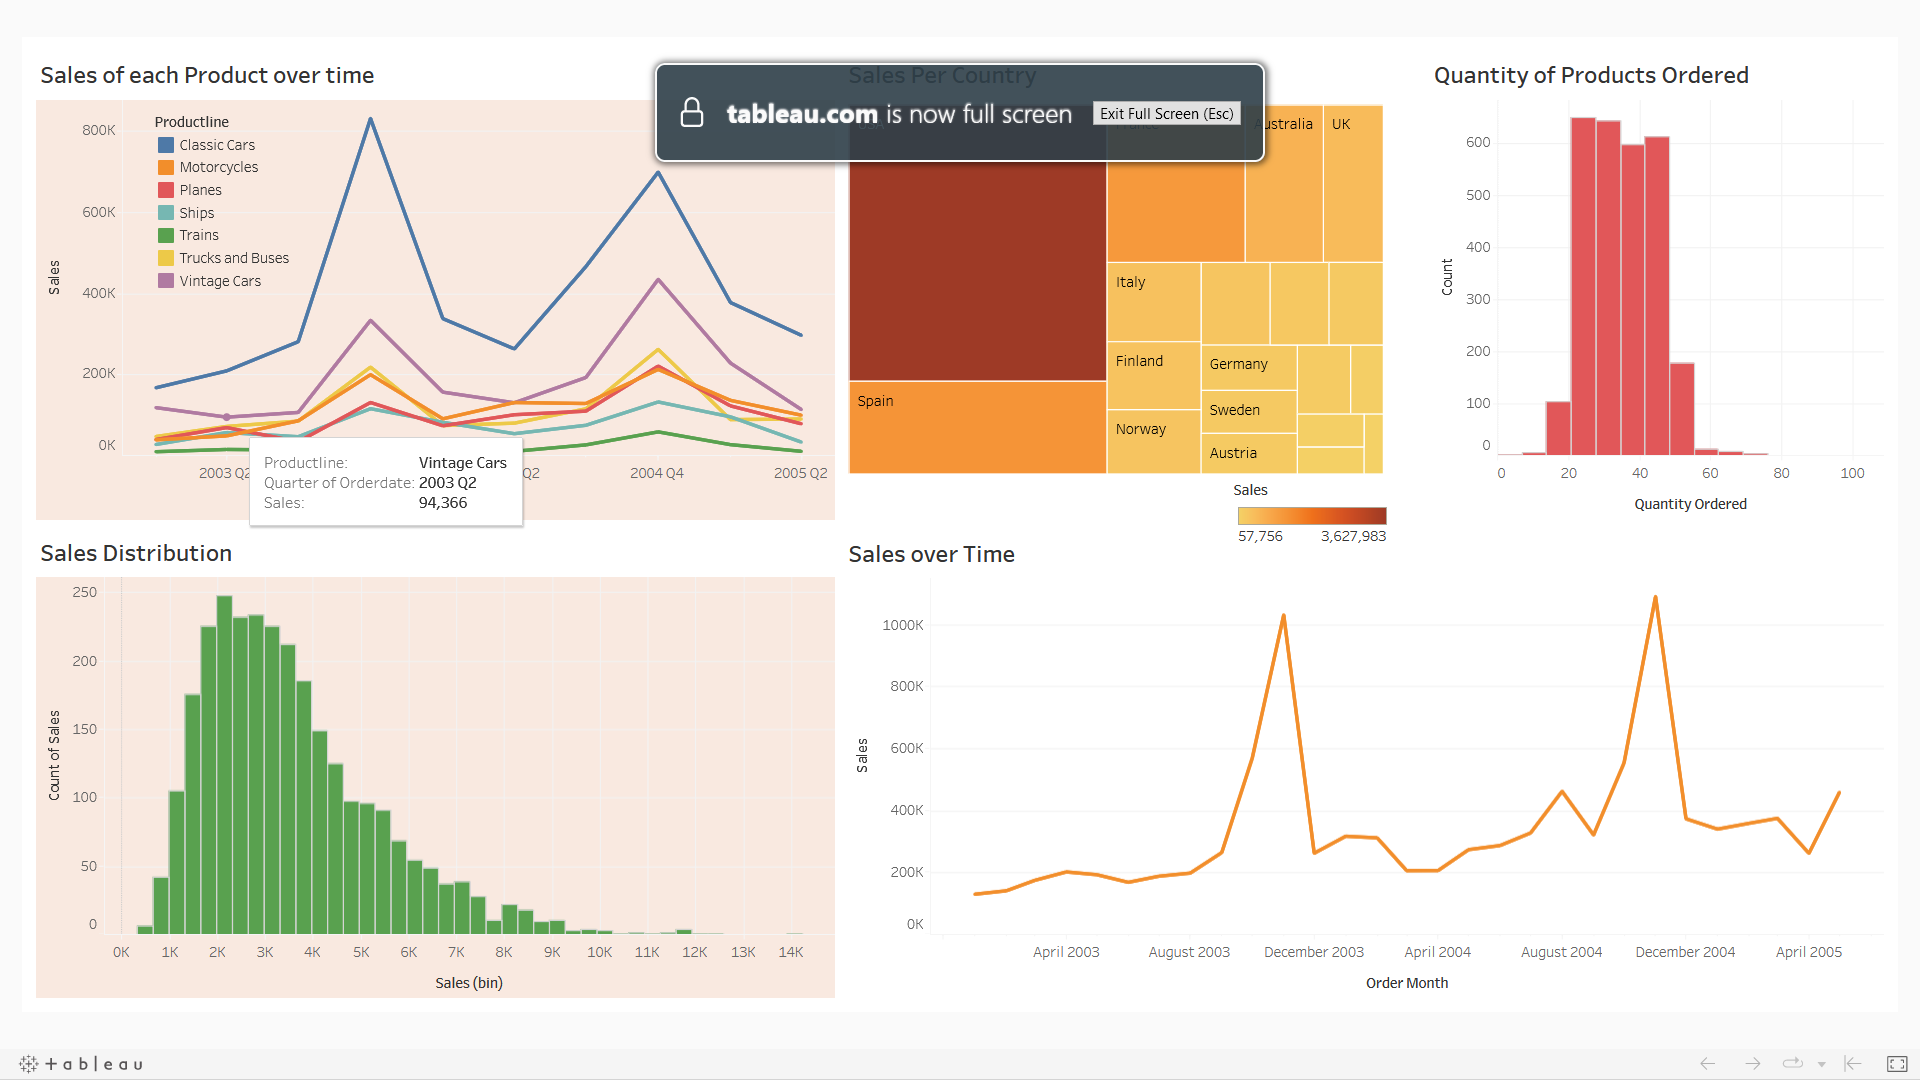 Sales of each Product over time
Productline
Classic Cars
Motorcycles
Planes
Ships
Trains
Trucks and Buses
Vintage Cars
800K
600K
400K
200K
0K
Sales
2003 Q2
Q2
2004 Q4
2005 Q2
Productline: Vintage Cars
Quarter of Orderdate: 2003 Q2
Sales: 94,366
Sales Per Country
tableau.com is now full screen
Exit Full Screen (Esc)
USA
France
Australia
UK
Italy
Finland
Norway
Germany
Sweden
Austria
Spain
Sales
57,756
3,627,983
Quantity of Products Ordered
600
500
400
300
200
100
0
Count
0
20
40
60
80
100
Quantity Ordered
Sales Distribution
250
200
150
100
50
0
Count of Sales
0K
1K
2K
3K
4K
5K
6K
7K
8K
9K
10K
11K
12K
13K
14K
Sales (bin)
Sales over Time
1000K
800K
600K
400K
200K
0K
Sales
April 2003
August 2003
December 2003
April 2004
August 2004
December 2004
April 2005
Order Month
tableau